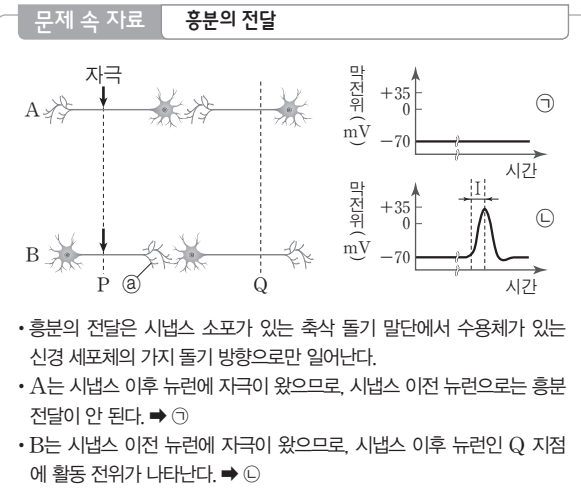 문제 속 자료 흥분의 전달
자극
A
B
P ⓐ Q
막전위(mV)
+35
0
-70
시간
㉠
막전위(mV)
+35
0
-70
I
시간
㉡
• 흥분의 전달은 시냅스 소포가 있는 축삭 돌기 말단에서 수용체가 있는
신경 세포체의 가지 돌기 방향으로만 일어난다.
• A는 시냅스 이후 뉴런에 자극이 왔으므로, 시냅스 이전 뉴런으로는 흥분
전달이 안 된다. ➡ ㉠
• B는 시냅스 이전 뉴런에 자극이 왔으므로, 시냅스 이후 뉴런인 Q 지점
에 활동 전위가 나타난다. ➡ ㉡